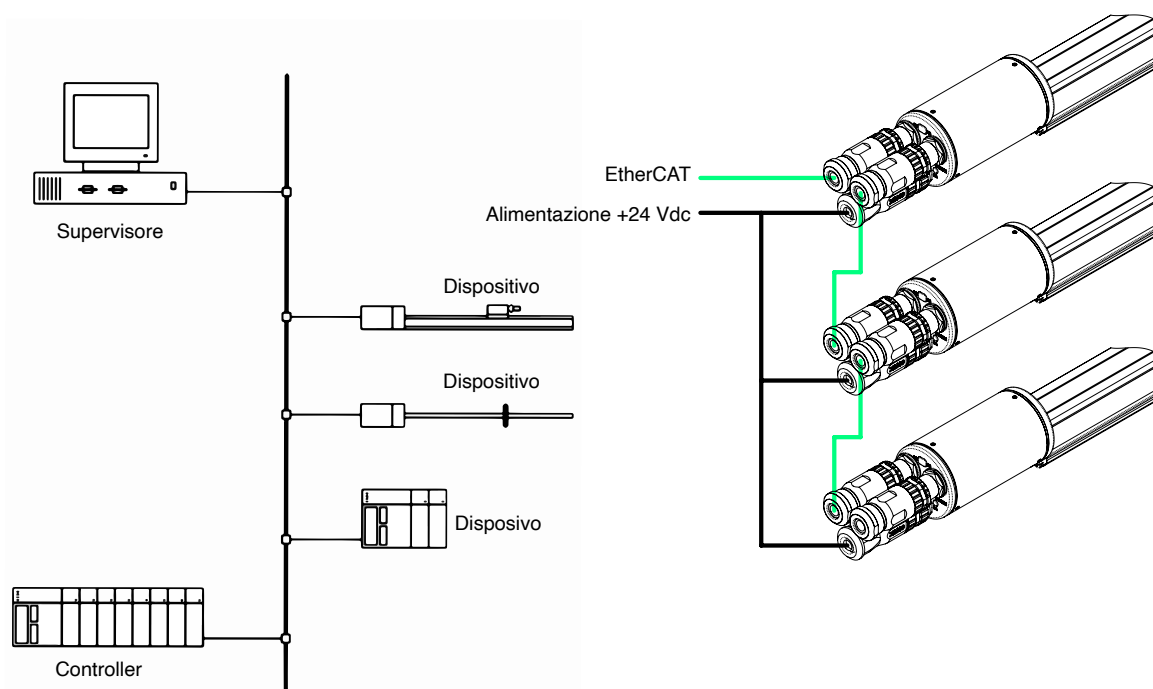 Supervisore
EtherCAT
Alimentazione +24 Vdc
Dispositivo
Dispositivo
Disposivo
Controller